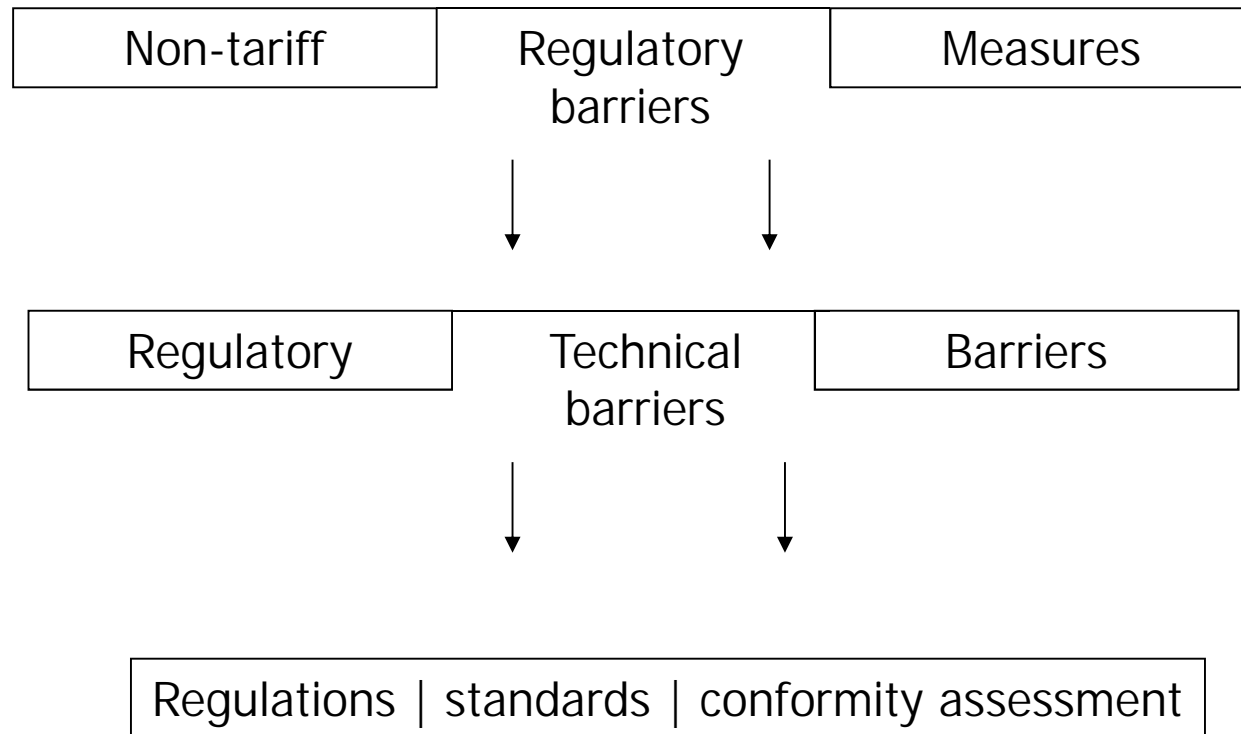 Non-tariff Regulatory Measures
barriers
Regulatory Technical Barriers
barriers
Regulations | standards | conformity assessment